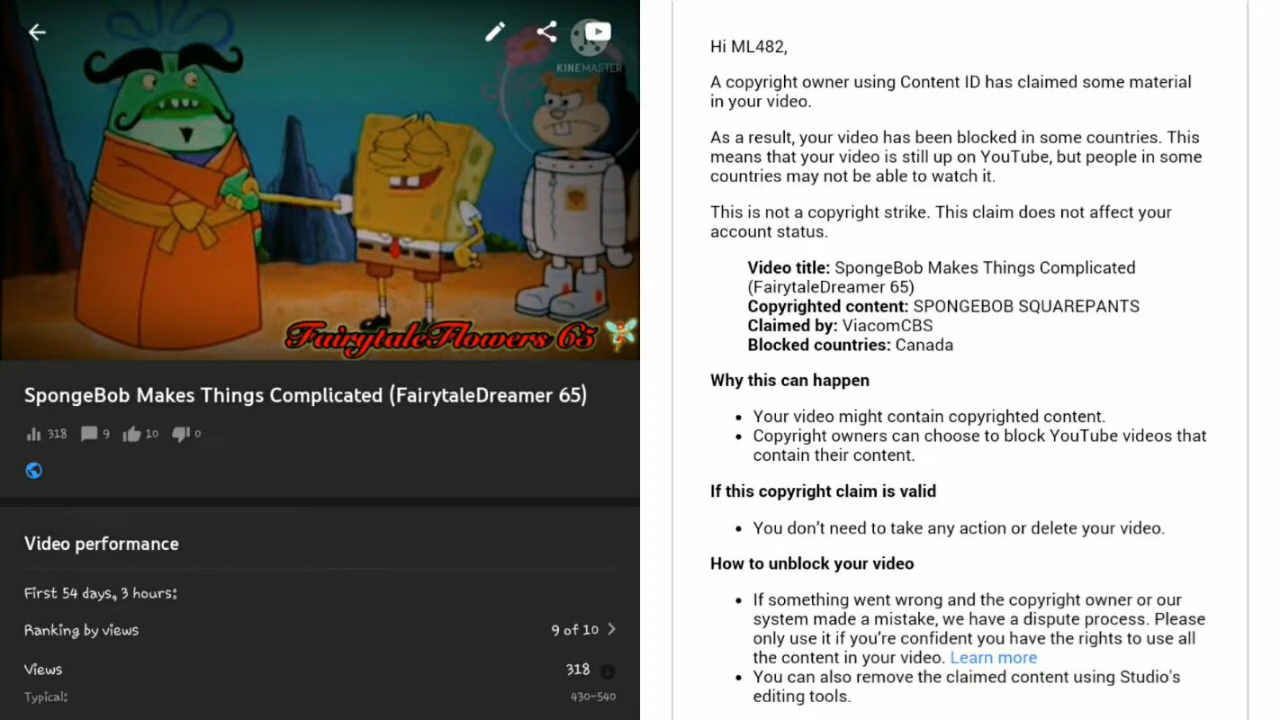 KINEMASTER
FairytaleFlowers 65
SpongeBob Makes Things Complicated (FairytaleDreamer 65)
318 9 10 0
Video performance
First 54 days, 3 hours:
Ranking by views 9 of 10
Views 318
Typical: 430-540
Hi ML482,
A copyright owner using Content ID has claimed some material
in your video.
As a result, your video has been blocked in some countries. This
means that your video is still up on YouTube, but people in some
countries may not be able to watch it.
This is not a copyright strike. This claim does not affect your
account status.
Video title: SpongeBob Makes Things Complicated
(FairytaleDreamer 65)
Copyrighted content: SPONGEBOB SQUAREPANTS
Claimed by: ViacomCBS
Blocked countries: Canada
Why this can happen
• Your video might contain copyrighted content.
• Copyright owners can choose to block YouTube videos that
contain their content.
If this copyright claim is valid
• You don't need to take any action or delete your video.
How to unblock your video
• If something went wrong and the copyright owner or our
system made a mistake, we have a dispute process. Please
only use it if you're confident you have the rights to use all
the content in your video. Learn more
• You can also remove the claimed content using Studio's
editing tools.